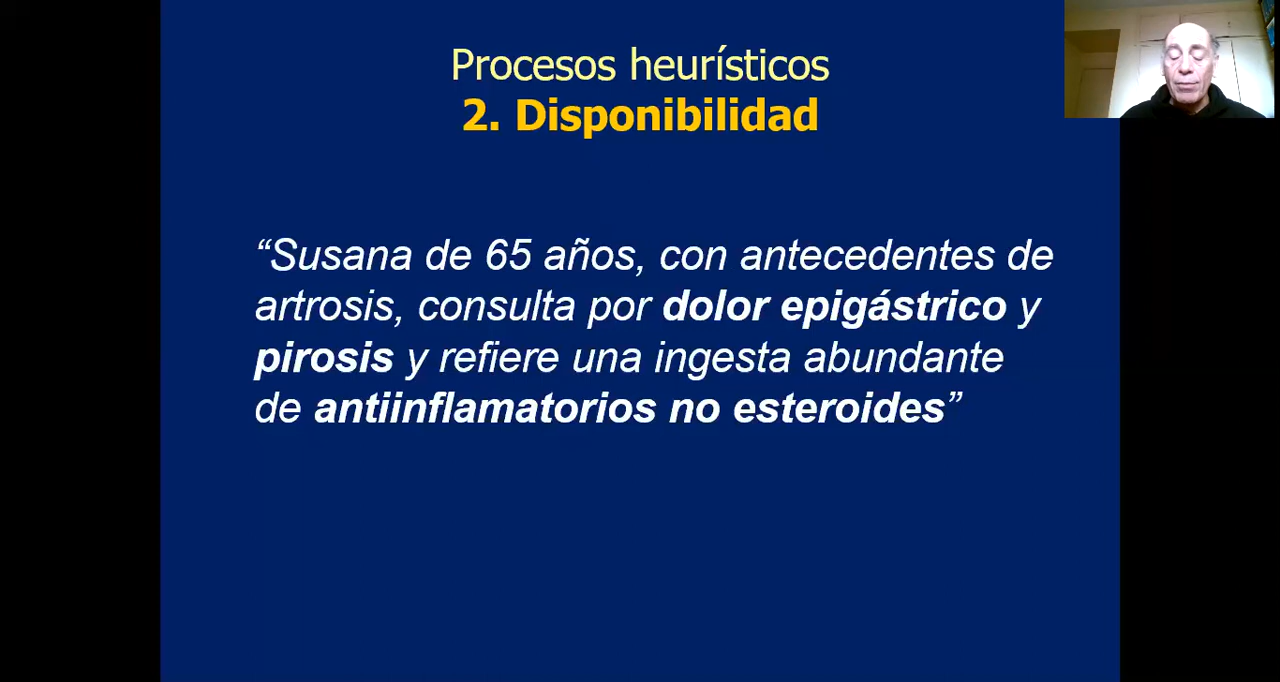 Procesos heurísticos
2. Disponibilidad
“Susana de 65 años, con antecedentes de
artrosis, consulta por dolor epigástrico y
pirosis y refiere una ingesta abundante
de antiinflamatorios no esteroides”